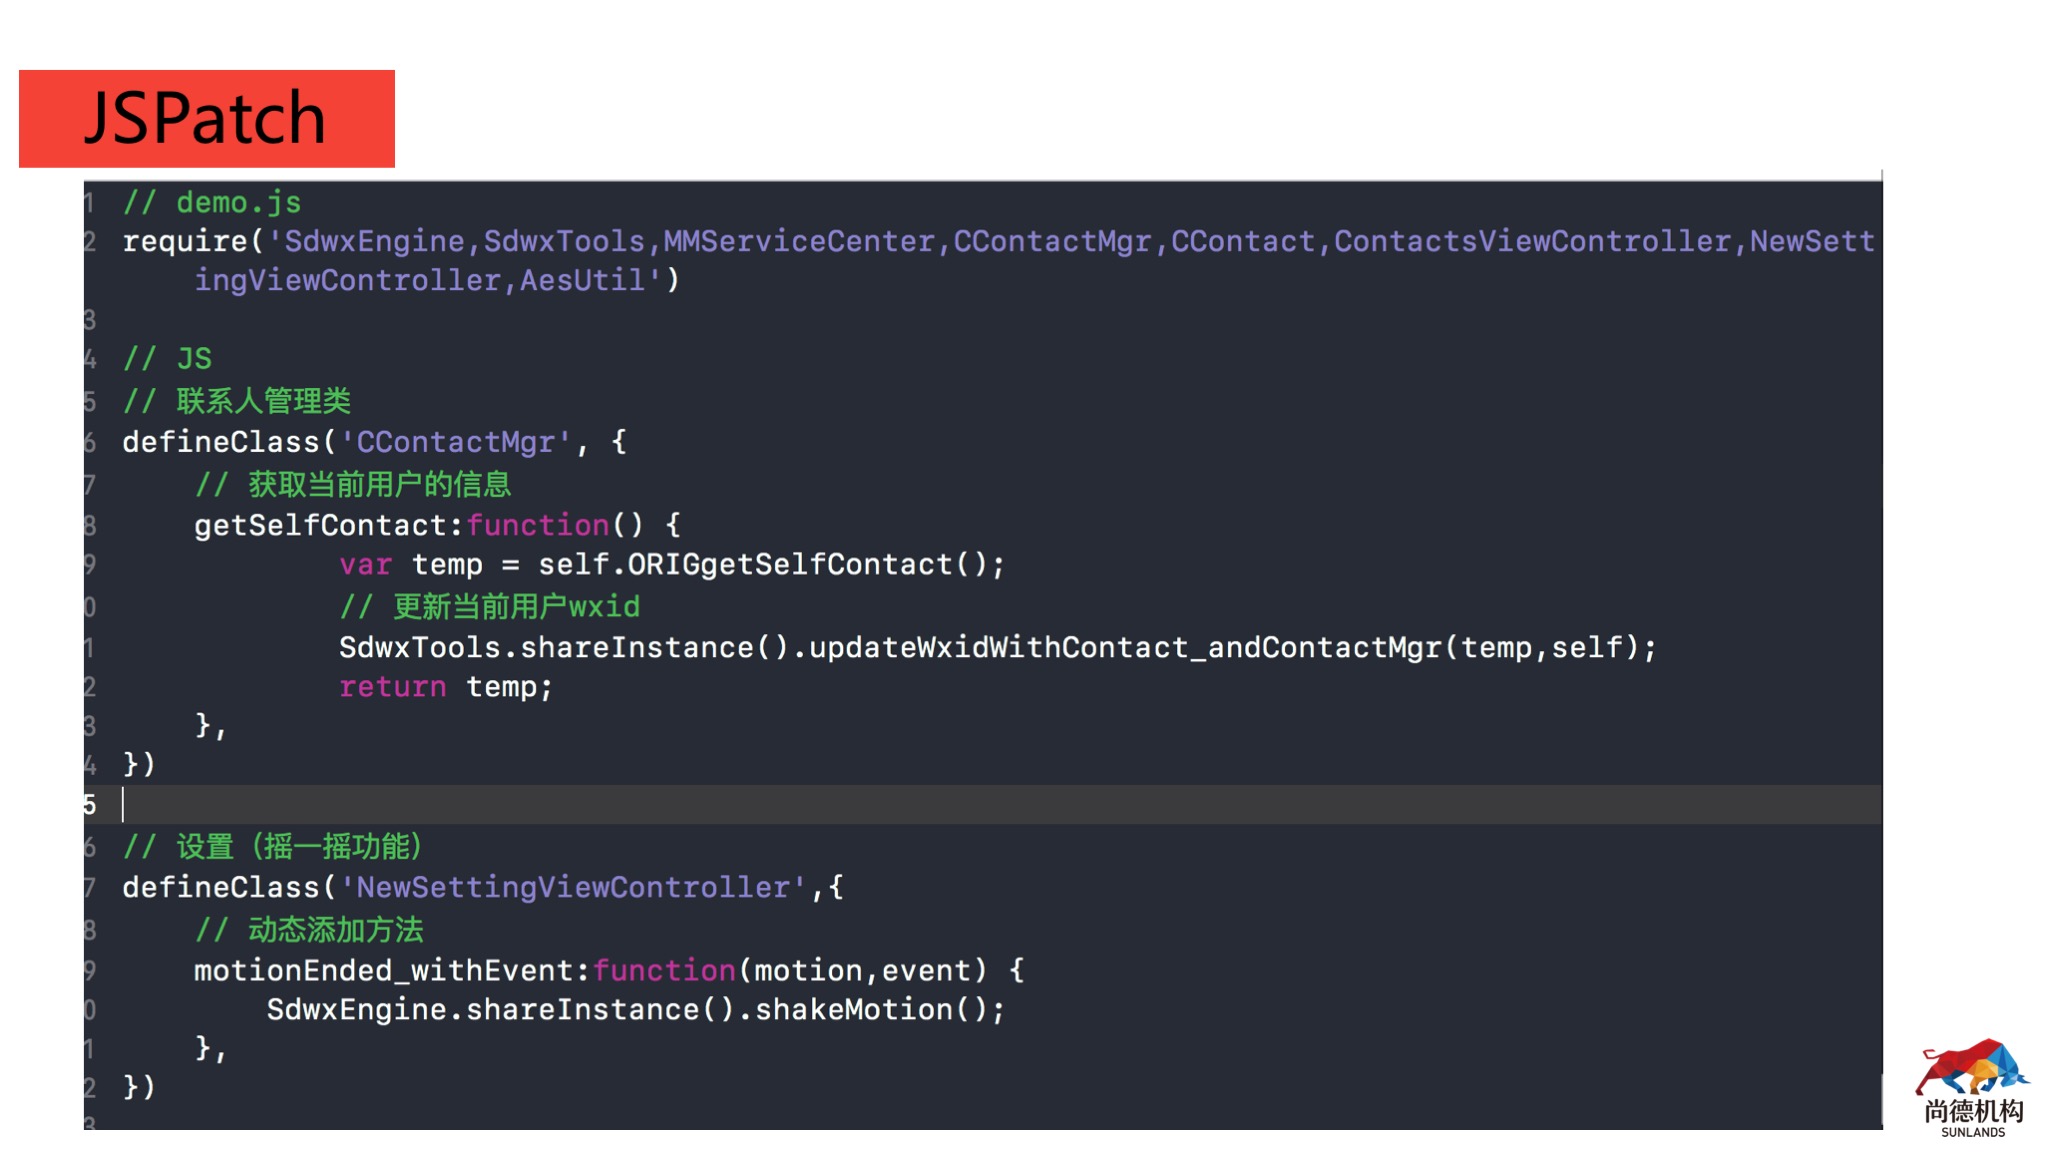 JSPatch
1 // demo.js
2 require('SdwxEngine,SdwxTools,MMServiceCenter,CContactMgr,CContact,ContactsViewController,NewSett
ingViewController,AesUtil')
3
4 // JS
5 // 联系人管理类
6 defineClass('CContactMgr', {
7 // 获取当前用户的信息
8 getSelfContact:function() {
9 var temp = self.ORIGgetSelfContact();
0 // 更新当前用户wxid
1 SdwxTools.shareInstance().updateWxidWithContact_andContactMgr(temp,self);
2 return temp;
3 },
4 })
5
6 // 设置（摇一摇功能）
7 defineClass('NewSettingViewController',{
8 // 动态添加方法
9 motionEnded_withEvent:function(motion,event) {
0 SdwxEngine.shareInstance().shakeMotion();
1 },
2 })
3
尚德机构
SUNLANDS